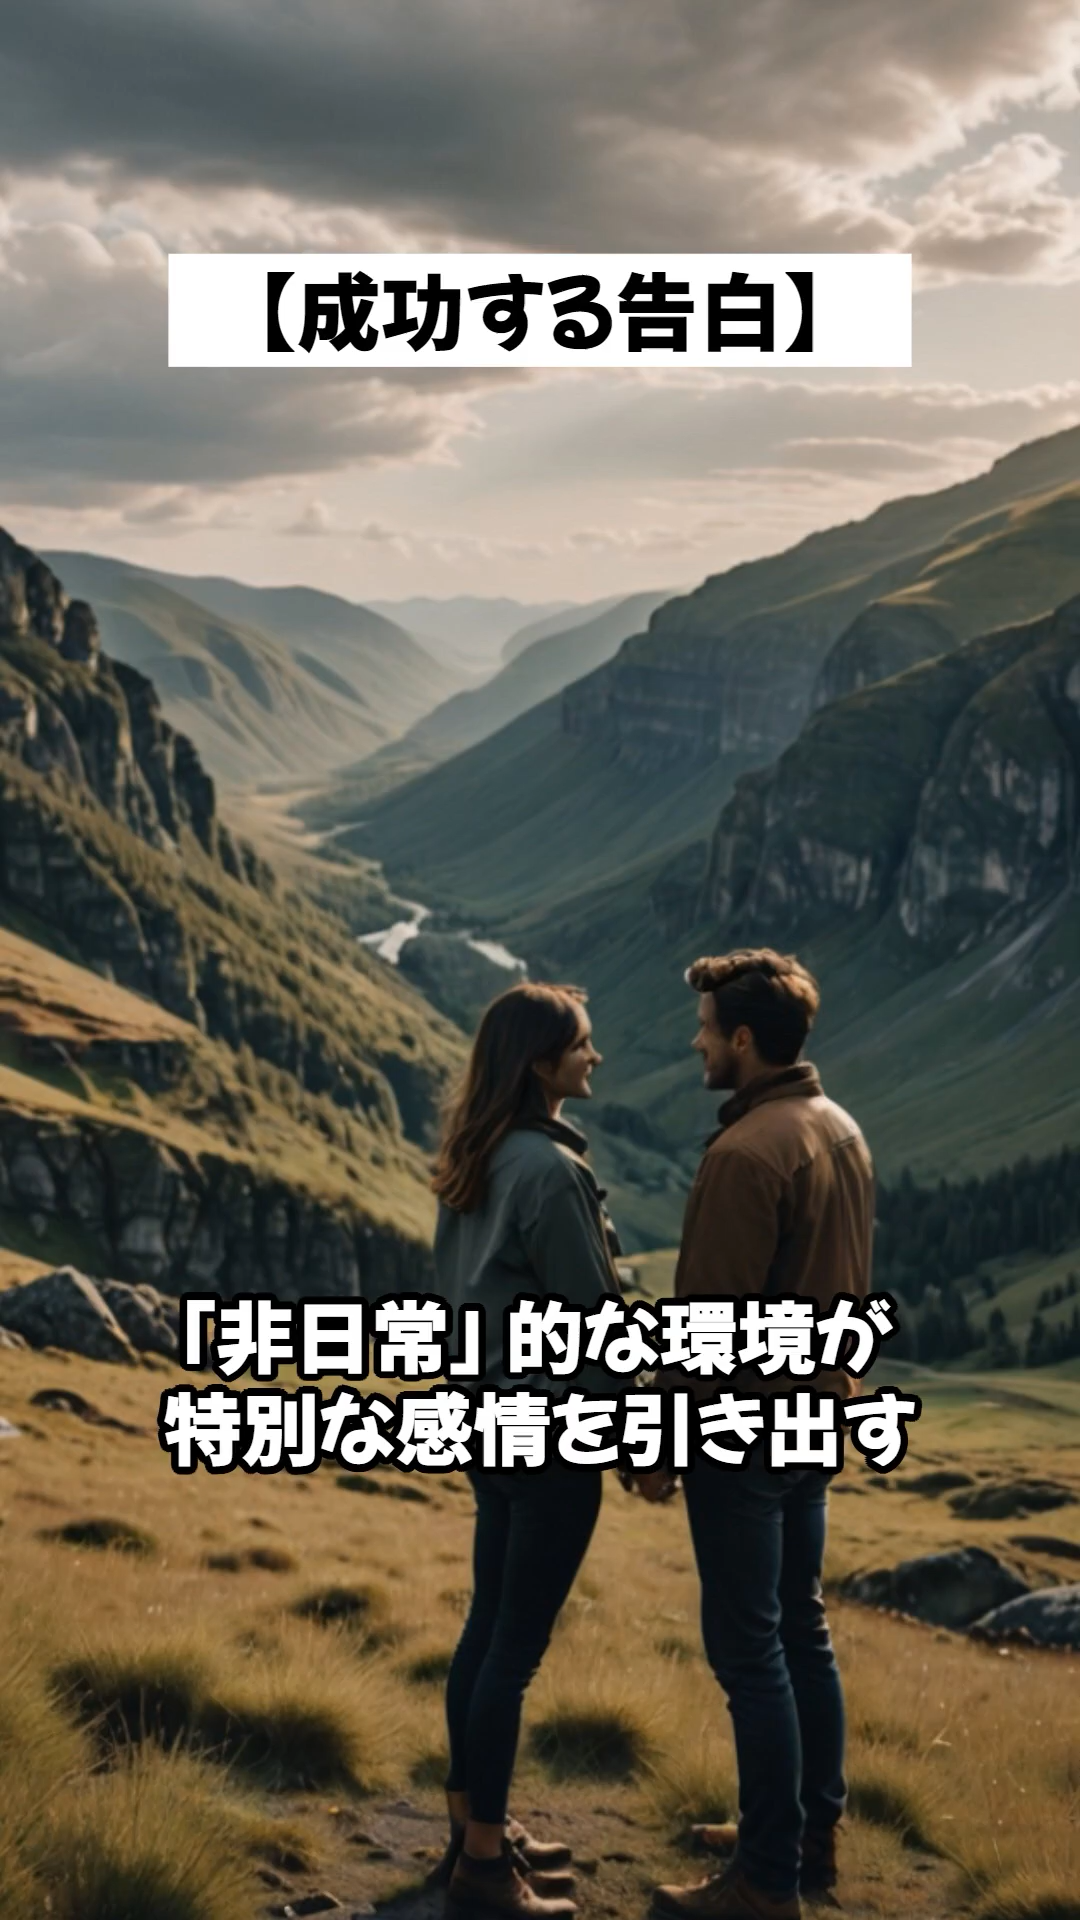 【成功する告白】
「非日常」的な環境が
特別な感情を引き出す